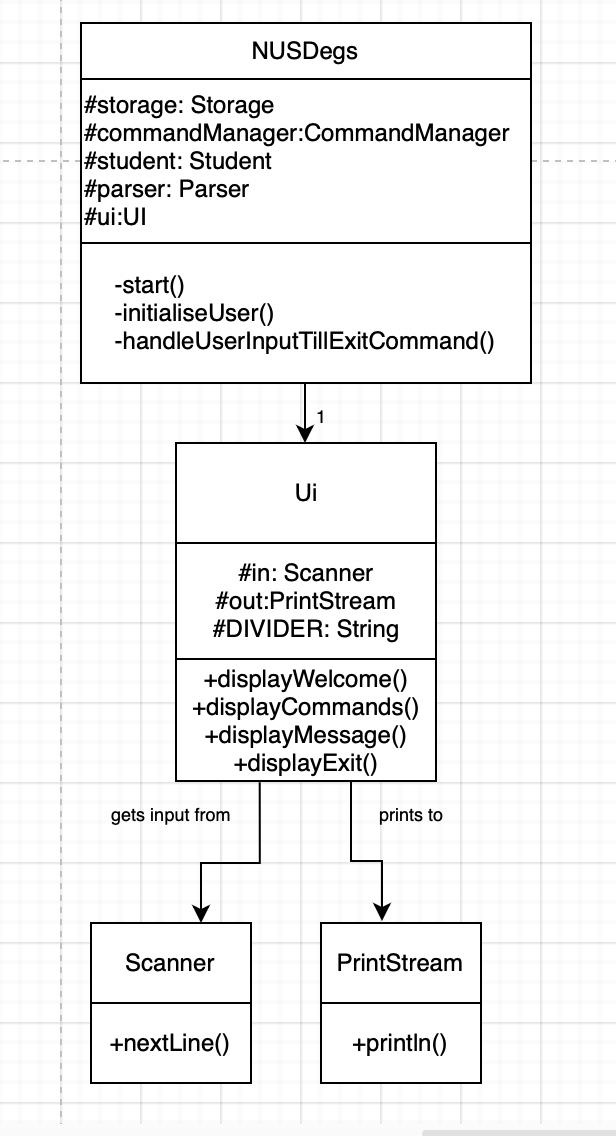 NUSDegs
#storage: Storage
#commandManager:CommandManager
#student: Student
#parser: Parser
#ui:UI
-start()
-initialiseUser()
-handleUserInputTillExitCommand()
1
Ui
#in: Scanner
#out:PrintStream
#DIVIDER: String
+displayWelcome()
+displayCommands()
+displayMessage()
+displayExit()
gets input from
prints to
Scanner
PrintStream
+nextLine()
+println()